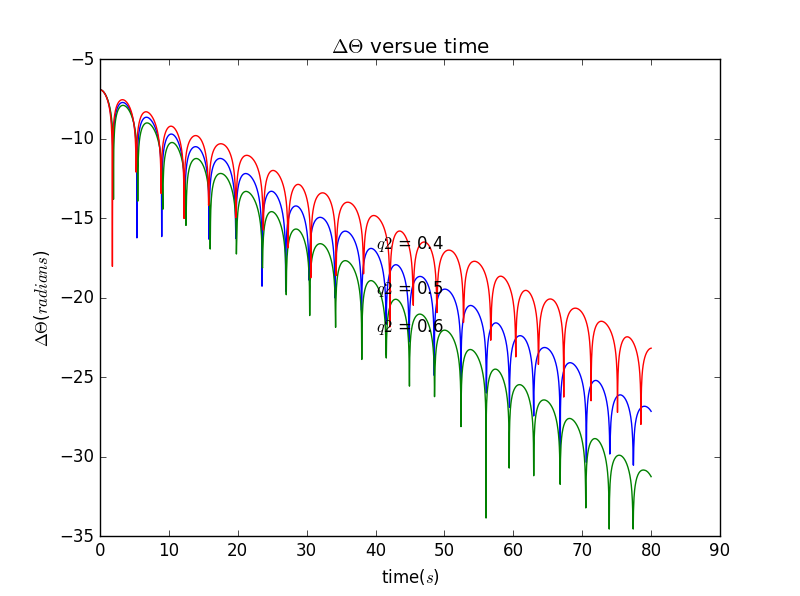 ΔΘ versue time
−5
−10
−15
−20
−25
−30
−35
ΔΘ(radians)
q2 = 0.4
q2 = 0.5
q2 = 0.6
0 10 20 30 40 50 60 70 80 90
time(s)